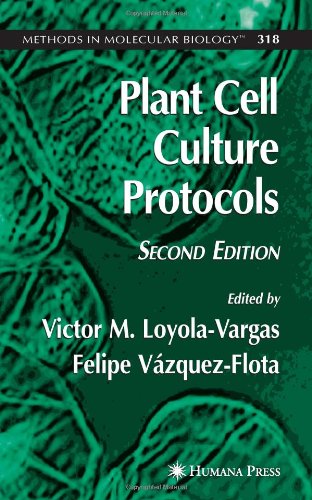 METHODS IN MOLECULAR BIOLOGY™ 318
Plant Cell
Culture
Protocols
SECOND EDITION
Edited by
Victor M. Loyola-Vargas
Felipe Vázquez-Flota
HUMANA PRESS